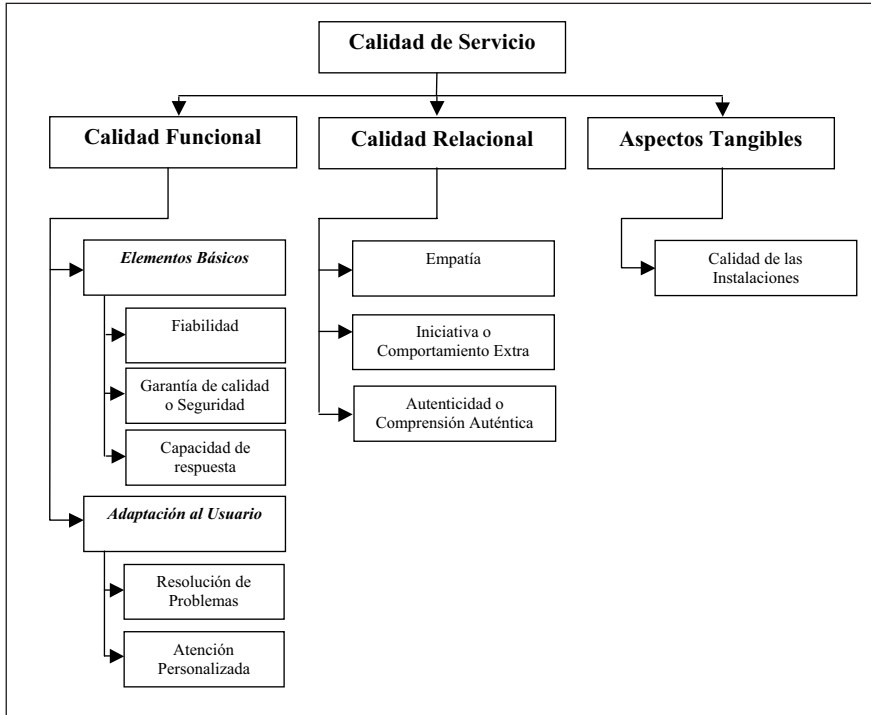 Calidad de Servicio
Calidad Funcional
Calidad Relacional
Aspectos Tangibles
Elementos Básicos
Fiabilidad
Garantía de calidad
o Seguridad
Capacidad de
respuesta
Adaptación al Usuario
Resolución de
Problemas
Atención
Personalizada
Empatía
Iniciativa o
Comportamiento Extra
Autenticidad o
Comprensión Auténtica
Calidad de las
Instalaciones